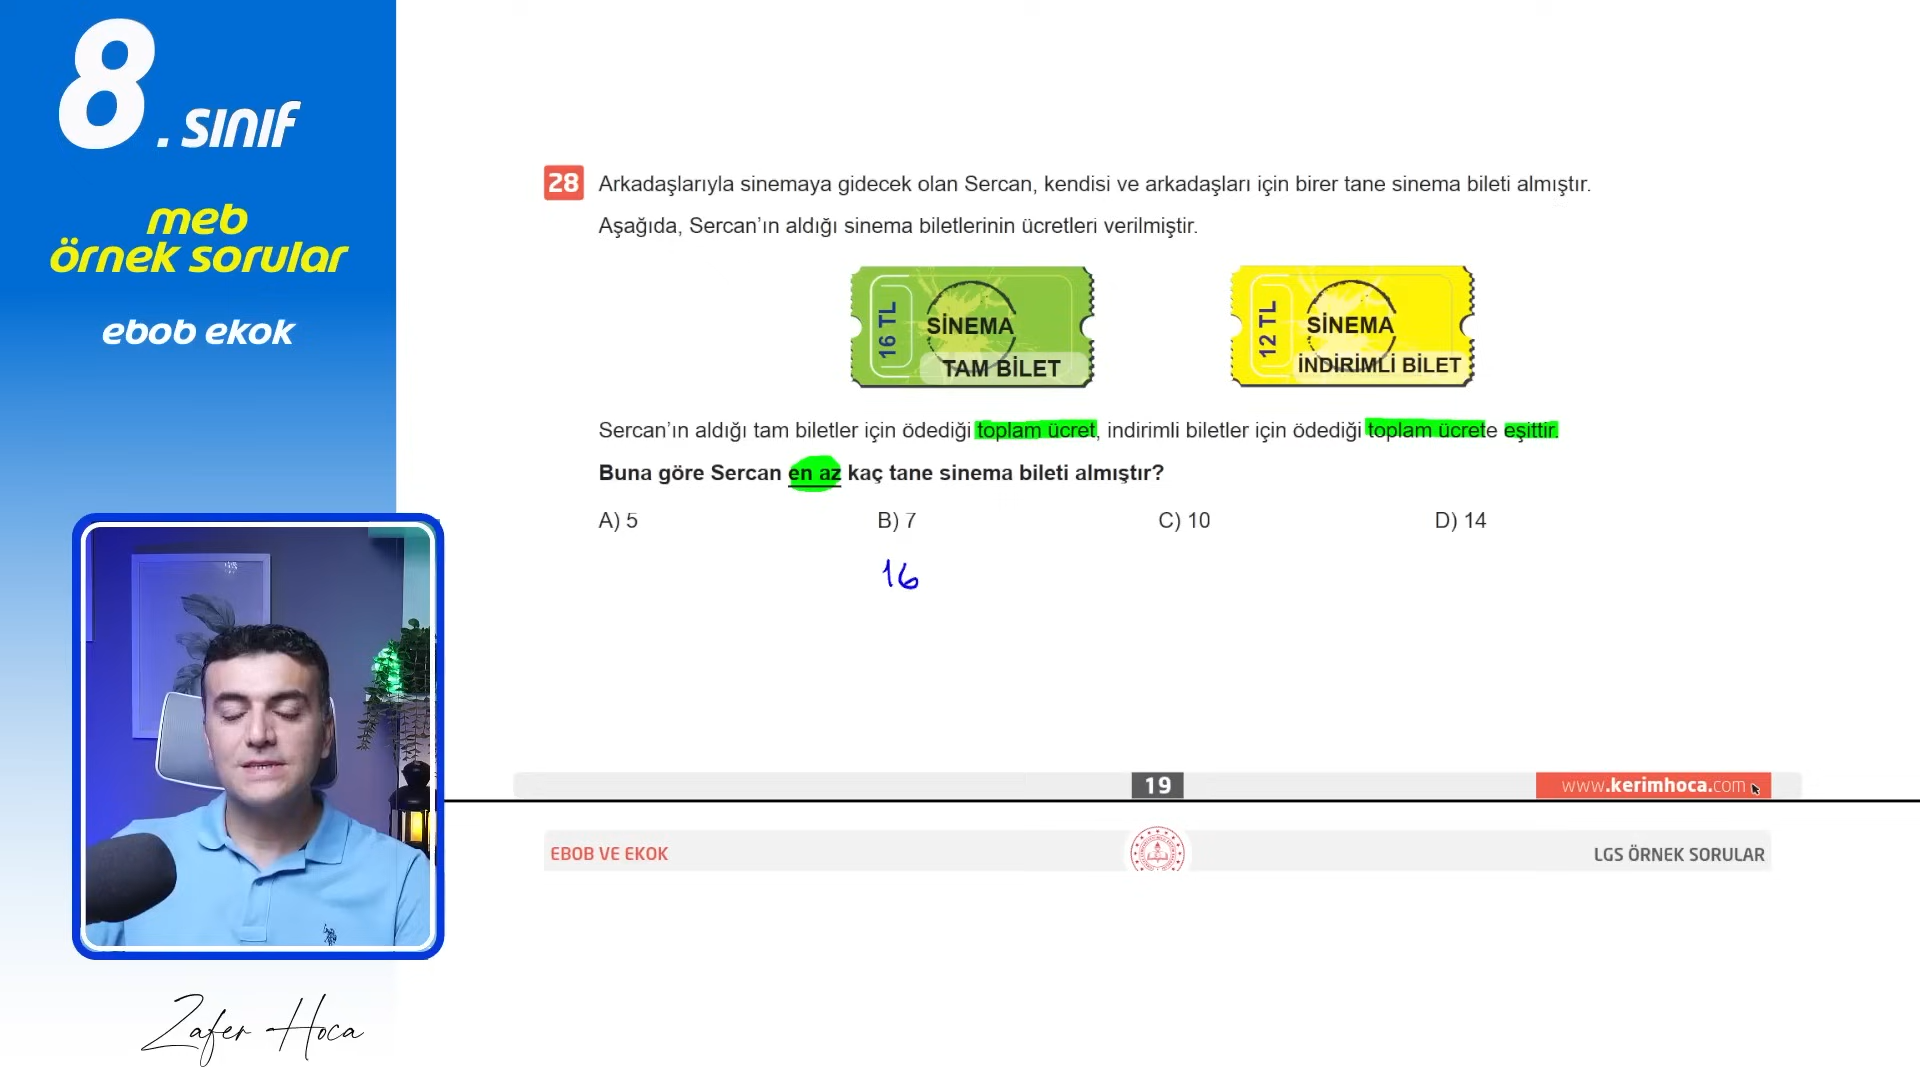 8. sınıf
meb
örnek sorular
ebob ekok
28 Arkadaşlarıyla sinemaya gidecek olan Sercan, kendisi ve arkadaşları için birer tane sinema bileti almıştır.
Aşağıda, Sercan’ın aldığı sinema biletlerinin ücretleri verilmiştir.
16 TL
SİNEMA
TAM BİLET
12 TL
SİNEMA
İNDİRİMLİ BİLET
Sercan’ın aldığı tam biletler için ödediği toplam ücret, indirimli biletler için ödediği toplam ücrete eşittir.
Buna göre Sercan en az kaç tane sinema bileti almıştır?
A) 5 B) 7 C) 10 D) 14
16
19
www.kerimhoca.com
EBOB VE EKOK
LGS ÖRNEK SORULAR
Zafer Hoca